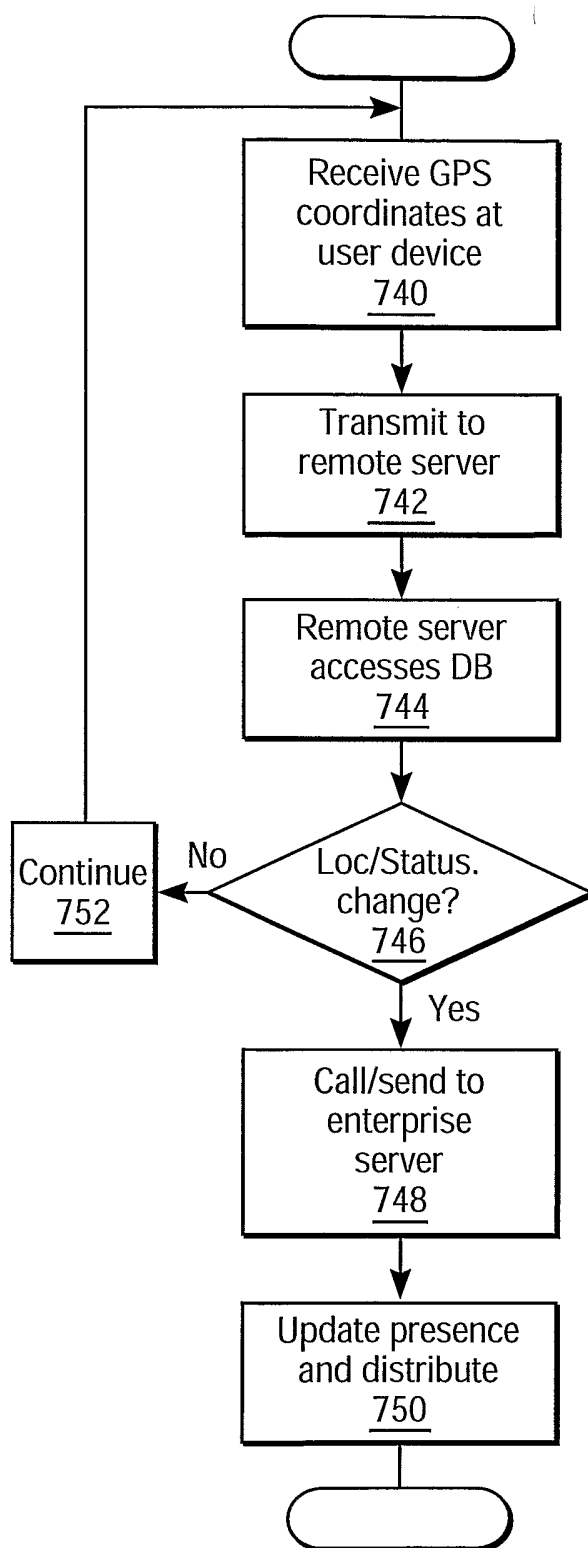 Receive GPS
coordinates at
user device
740
Transmit to
remote server
742
Remote server
accesses DB
744
Loc/Status.
change?
746
No
Continue
752
Yes
Call/send to
enterprise
server
748
Update presence
and distribute
750